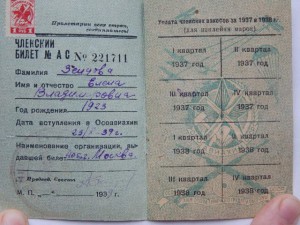 Пролетарии всех стран,
соединяйтесь!
ЧЛЕНСКИЙ
БИЛЕТ № АС № 221711
Фамилия
Имя и отчество Елена
Владимировна
Год рождения 1923
Дата вступления в Осоавиахим
Наименование организации, вы-
давшей билет Москва
М. П.
Уплата членских взносов за 1937 и 1938 г.
(для наклейки марок)
I квартал
1937 год
II квартал
1937 год
III квартал
1937 год
IV квартал
1937 год
I квартал
1938 год
II квартал
1938 год
III квартал
1938 год
IV квартал
1938 год